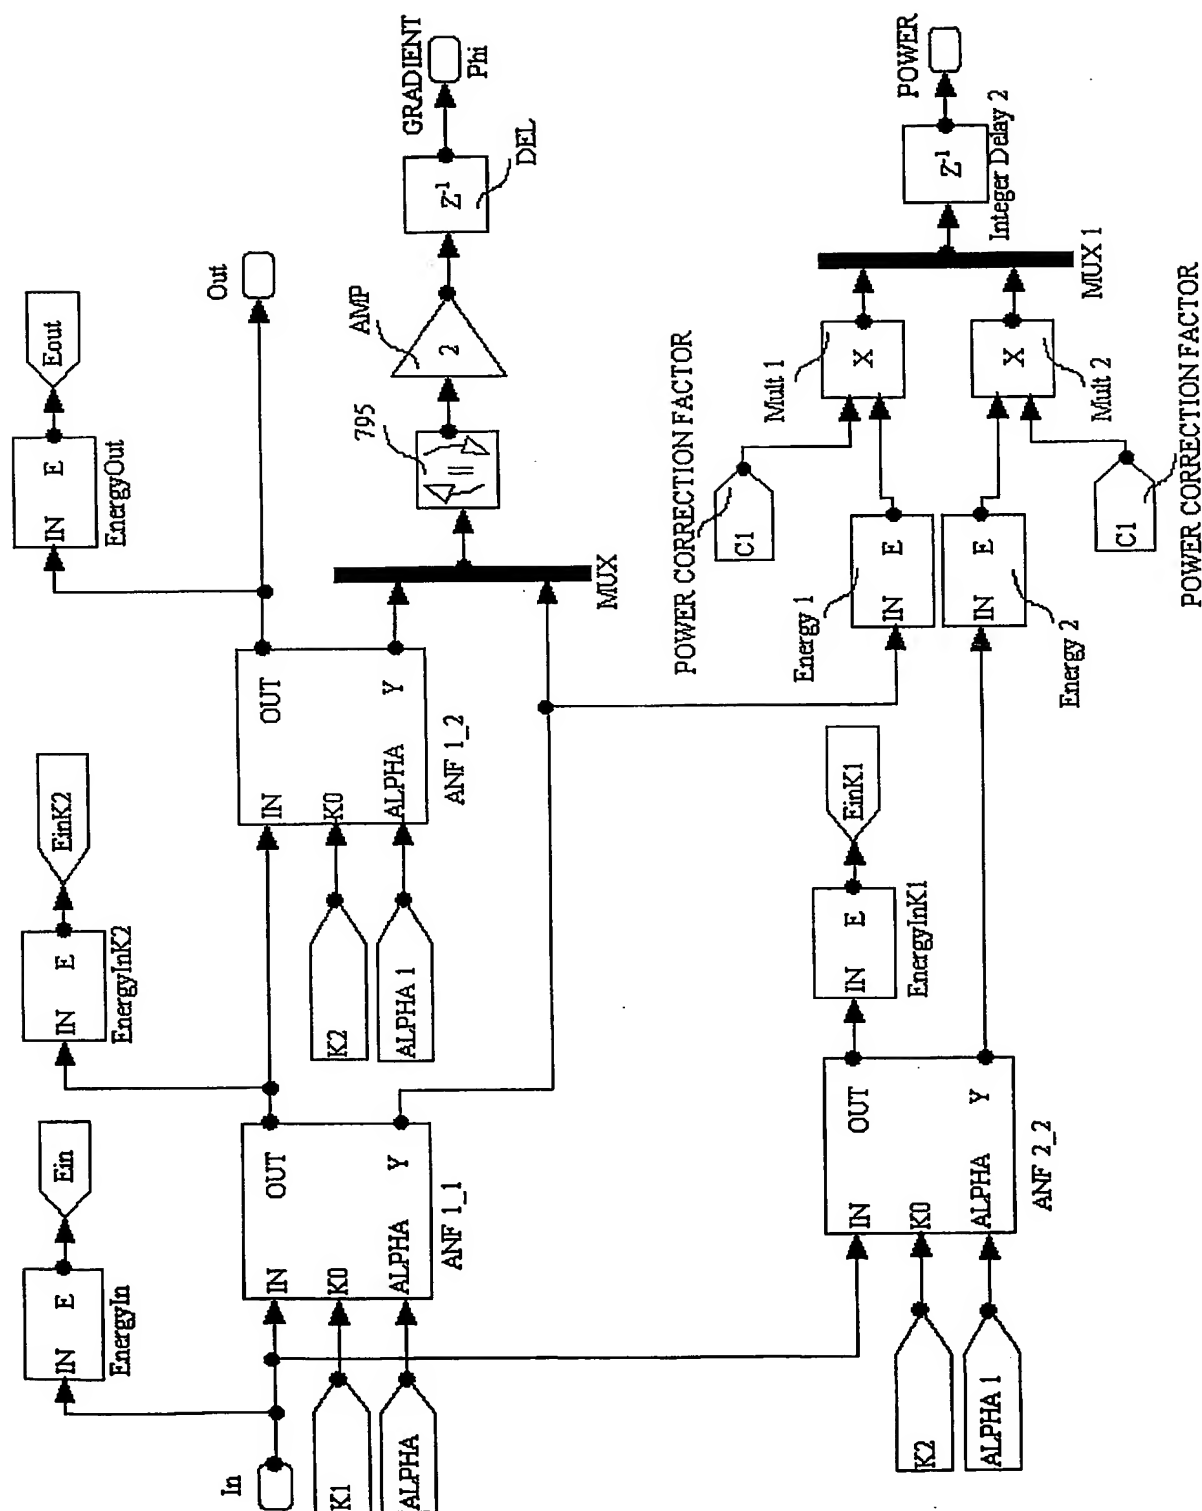 In
K1
ALPHA
IN E
EnergyIn
Ein
IN OUT
K0
ALPHA Y
ANF 1_1
IN E
EnergyInK2
EinK2
K2
ALPHA 1
IN OUT
K0
ALPHA Y
ANF 1_2
IN E
EnergyOut
Eout
Out
MUX
795
=
AMP
2
Z-1
DEL
GRADIENT
Phi
K2
ALPHA 1
IN OUT
K0
ALPHA Y
ANF 2_2
IN E
EnergyInK1
EinK1
Energy 1
IN E
IN E
Energy 2
POWER CORRECTION FACTOR
C1
C1
POWER CORRECTION FACTOR
Mult 1
X
X
Mult 2
MUX 1
Z-1
Integer Delay 2
POWER